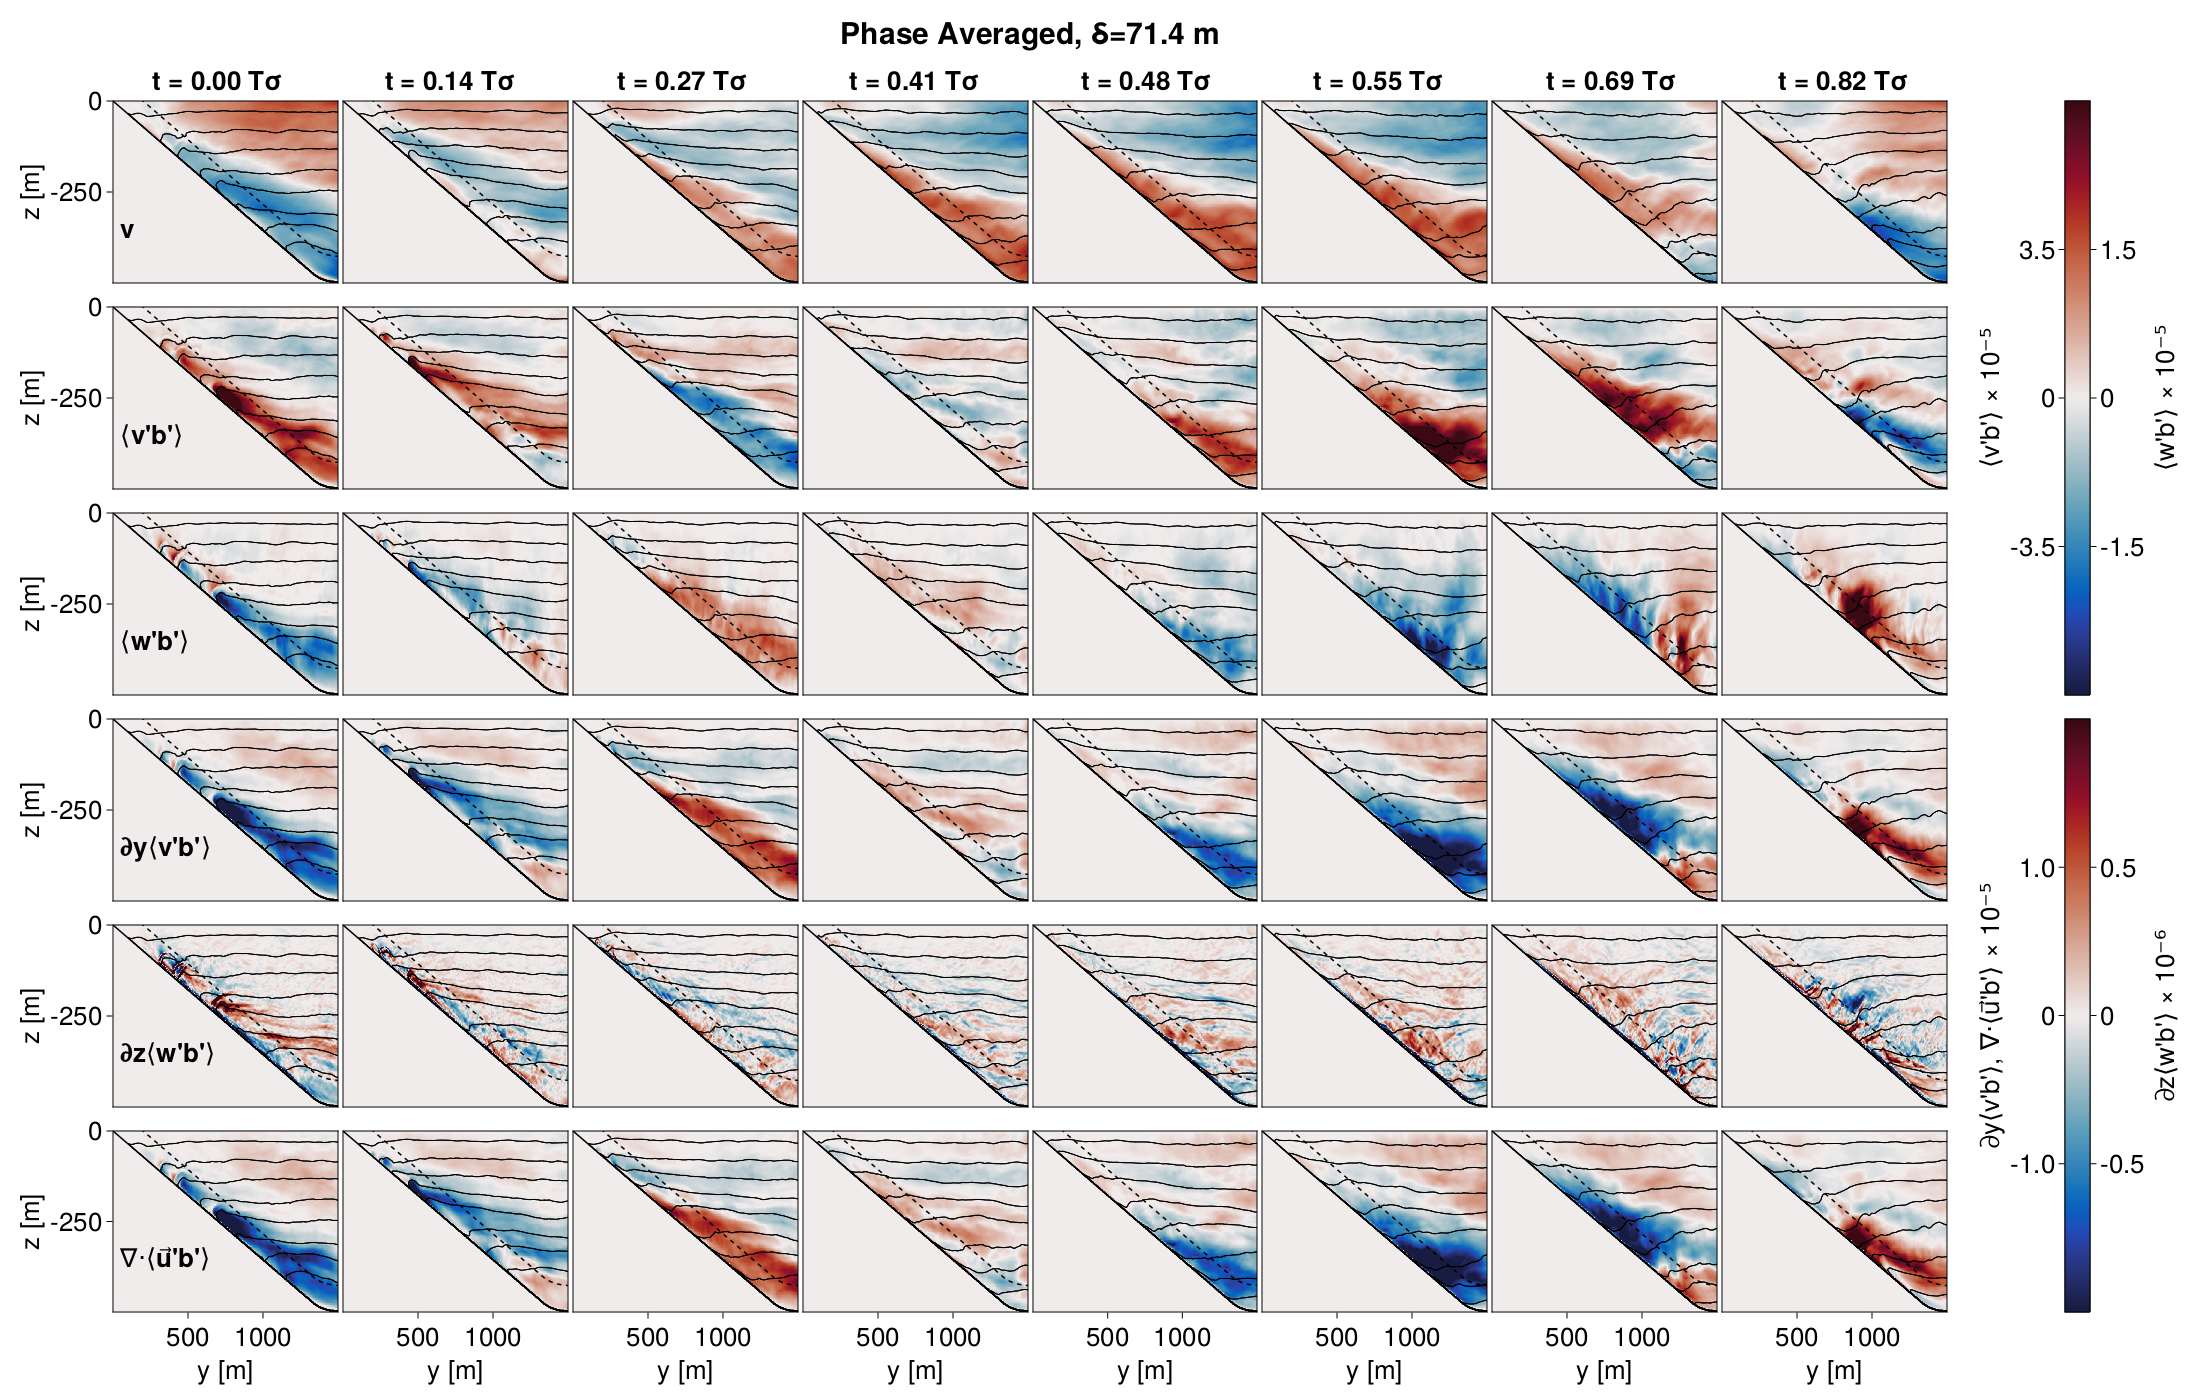 Phase Averaged, δ=71.4 m
t = 0.00 Tσ t = 0.14 Tσ t = 0.27 Tσ t = 0.41 Tσ t = 0.48 Tσ t = 0.55 Tσ t = 0.69 Tσ t = 0.82 Tσ
0
-250
z [m]
v
0
-250
z [m]
⟨v'b'⟩
0
-250
z [m]
⟨w'b'⟩
3.5 1.5
0 0
-3.5 -1.5
⟨v'b'⟩ × 10⁻⁵
⟨w'b'⟩ × 10⁻⁵
0
-250
z [m]
∂y⟨v'b'⟩
0
-250
z [m]
∂z⟨w'b'⟩
0
-250
z [m]
∇·⟨u⃗'b'⟩
1.0 0.5
0 0
-1.0 -0.5
∂y⟨v'b'⟩, ∇·⟨u⃗'b'⟩ × 10⁻⁵
∂z⟨w'b'⟩ × 10⁻⁶
500 1000 500 1000 500 1000 500 1000 500 1000 500 1000 500 1000 500 1000
y [m] y [m] y [m] y [m] y [m] y [m] y [m] y [m]